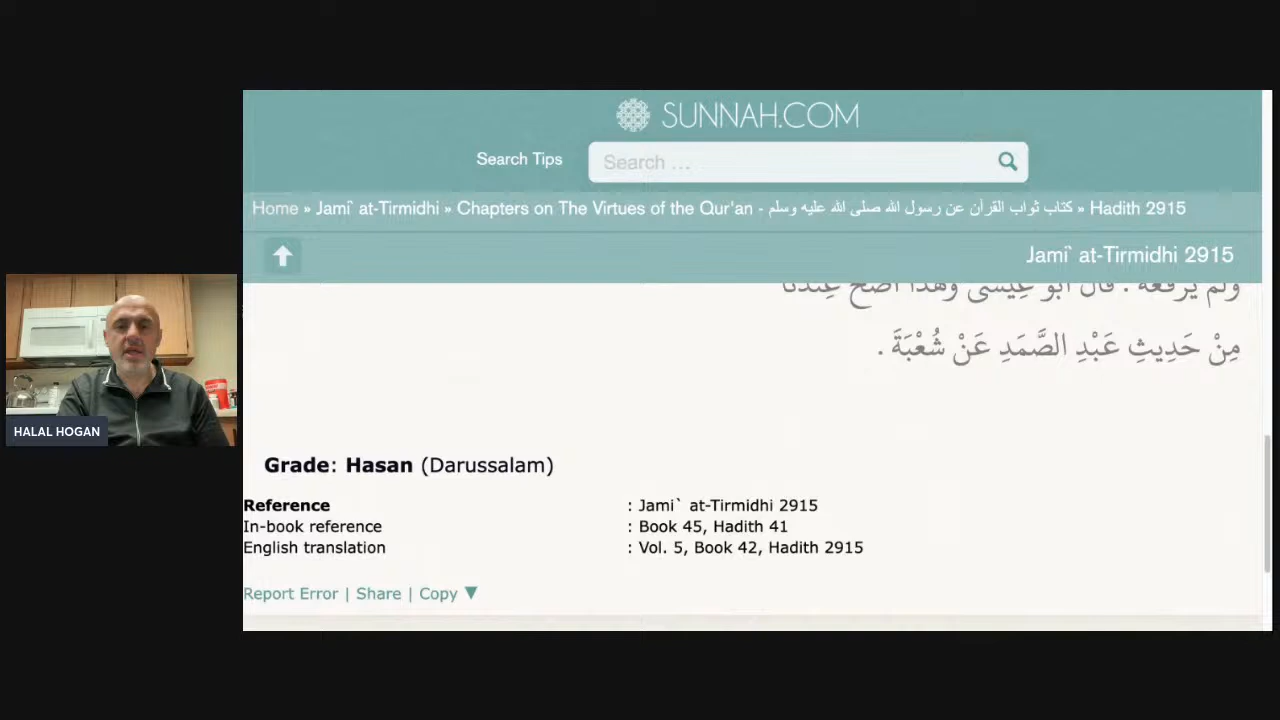 SUNNAH.COM
Search Tips
Search ...
Home » Jami` at-Tirmidhi » Chapters on The Virtues of the Qur'an - كتاب ثواب القرآن عن رسول الله صلى الله عليه وسلم » Hadith 2915
Jami` at-Tirmidhi 2915
وَلَمْ يَرْفَعْهُ . قَالَ أَبُو عِيسَى وَهَذَا أَصَحُّ عِنْدَنَا
مِنْ حَدِيثِ عَبْدِ الصَّمَدِ عَنْ شُعْبَةَ .
HALAL HOGAN
Grade: Hasan (Darussalam)
Reference : Jami` at-Tirmidhi 2915
In-book reference : Book 45, Hadith 41
English translation : Vol. 5, Book 42, Hadith 2915
Report Error | Share | Copy ▼